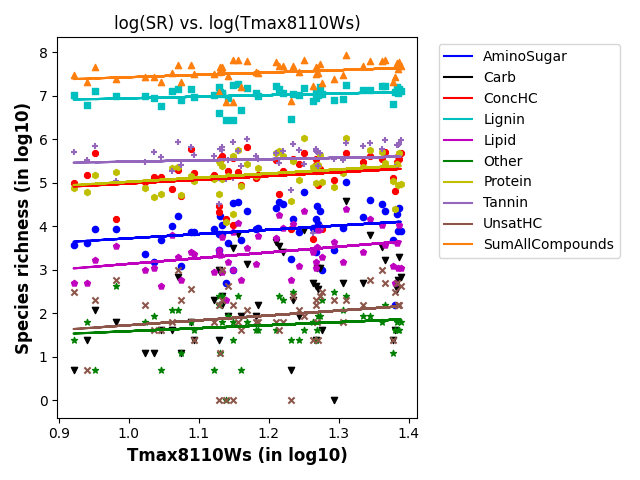 log(SR) vs. log(Tmax8110Ws)
Species richness (in log10)
8
7
6
5
4
3
2
1
0
0.9
1.0
1.1
1.2
1.3
1.4
Tmax8110Ws (in log10)
AminoSugar
Carb
ConcHC
Lignin
Lipid
Other
Protein
Tannin
UnsatHC
SumAllCompounds